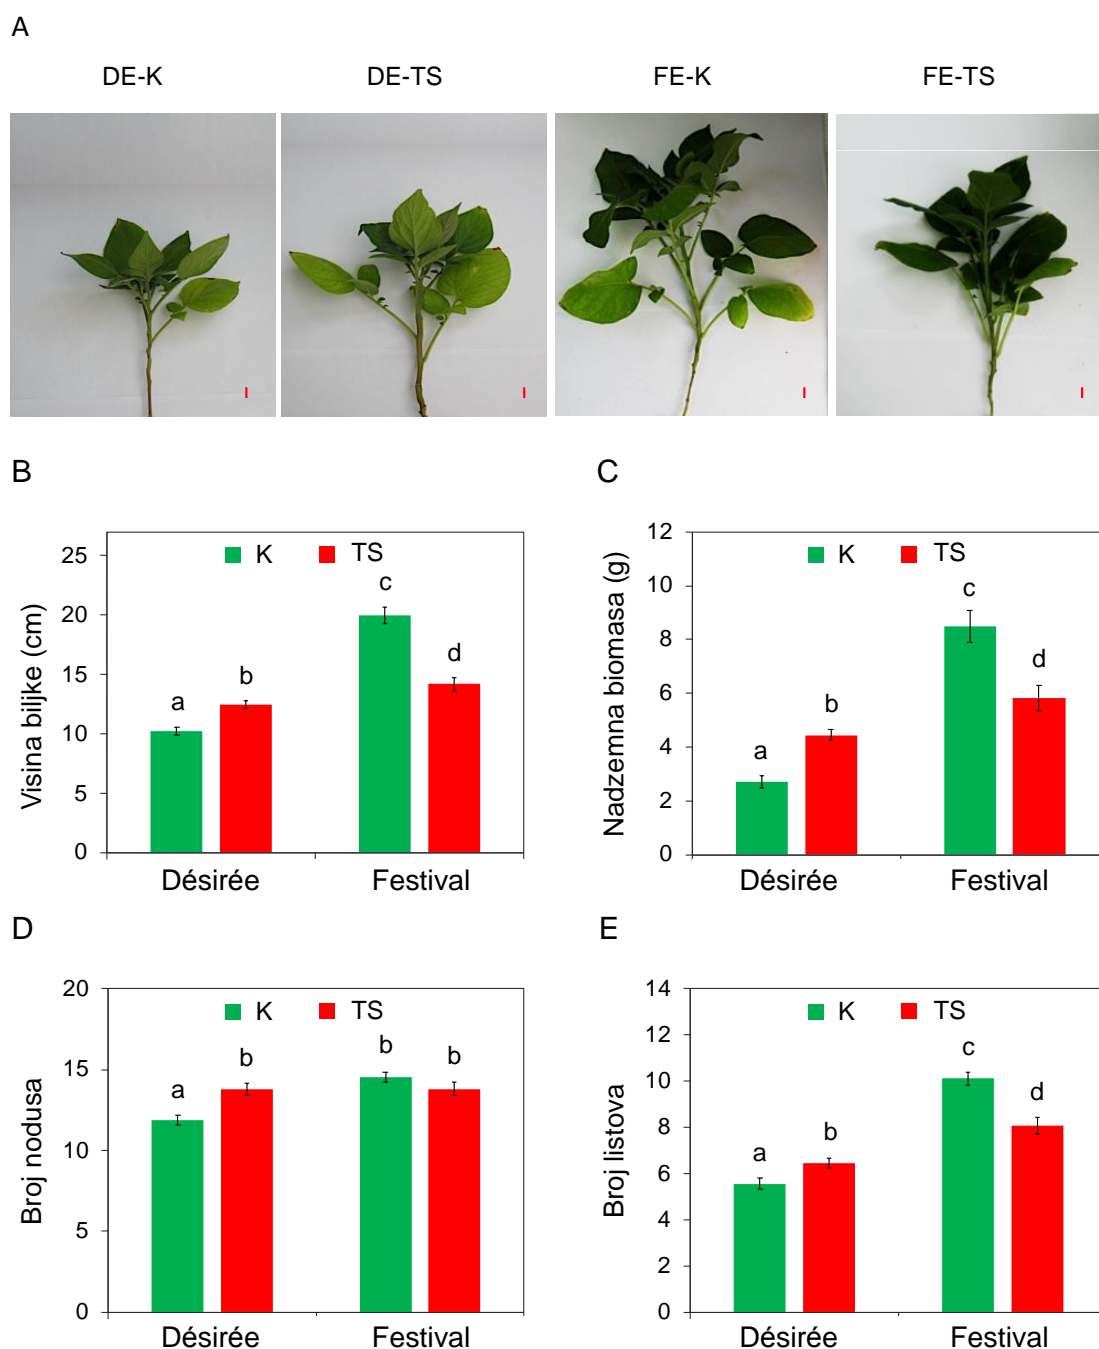 A
DE-K
DE-TS
FE-K
FE-TS
B
Visina biljke (cm)
25
20
15
10
5
0
K
TS
a
b
c
d
Désirée
Festival
C
Nadzemna biomasa (g)
12
10
8
6
4
2
0
K
TS
a
b
c
d
Désirée
Festival
D
Broj nodusa
20
15
10
5
0
K
TS
a
b
b
b
Désirée
Festival
E
Broj listova
14
12
10
8
6
4
2
0
K
TS
a
b
c
d
Désirée
Festival